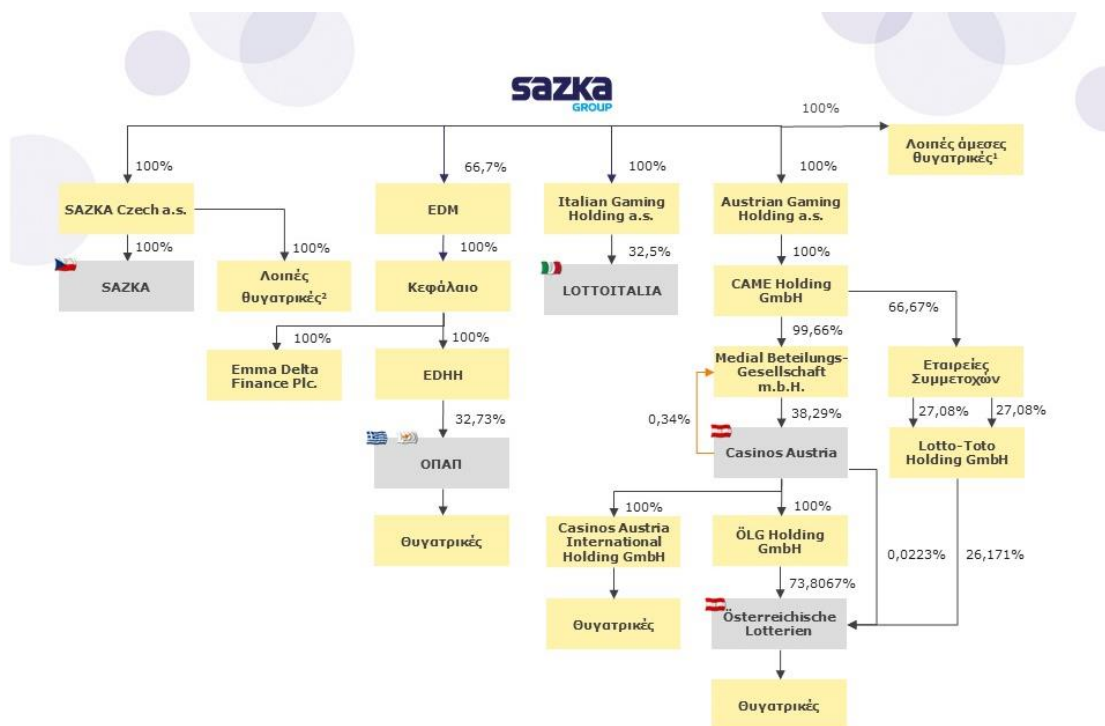 sazka
GROUP
100%
Λοιπές άμεσες
θυγατρικές¹
100%
66,7%
100%
100%
SAZKA Czech a.s.
EDM
Italian Gaming
Holding a.s.
Austrian Gaming
Holding a.s.
100%
100%
100%
32,5%
100%
SAZKA
Λοιπές
θυγατρικές²
Κεφάλαιο
LOTTOITALIA
CAME Holding
GmbH
66,67%
100%
100%
99,66%
Emma Delta
Finance Plc.
EDHH
Medial Beteilungs-
Gesellschaft
m.b.H.
Εταιρείες
Συμμετοχών
32,73%
0,34%
38,29%
27,08%
27,08%
ΟΠΑΠ
Casinos Austria
Lotto-Toto
Holding GmbH
100%
100%
Θυγατρικές
Casinos Austria
International
Holding GmbH
ÖLG Holding
GmbH
0,0223%
26,171%
73,8067%
Θυγατρικές
Österreichische
Lotterien
Θυγατρικές